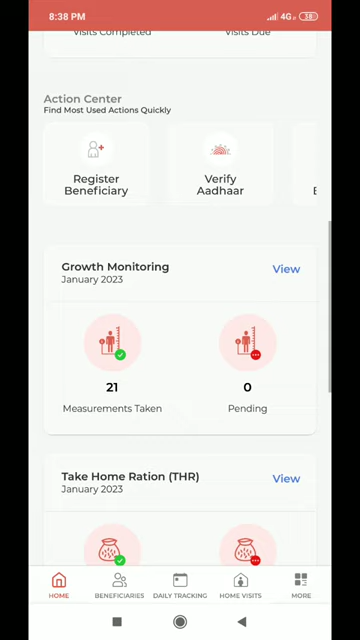 8:38 PM
4G
38
Visits Completed
Visits Due
Action Center
Find Most Used Actions Quickly
Register
Beneficiary
Verify
Aadhaar
Growth Monitoring
View
January 2023
21
0
Measurements Taken
Pending
Take Home Ration (THR)
View
January 2023
HOME
BENEFICIARIES
DAILY TRACKING
HOME VISITS
MORE